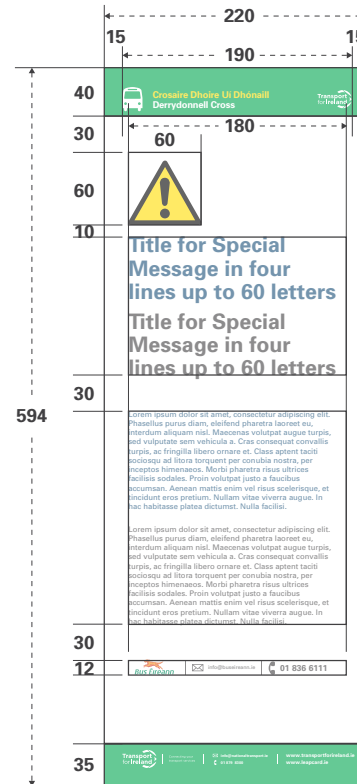 220
15
15
190
40
Crosaire Dhoire Uí Dhónaill
Derrydonnell Cross
Transport
for Ireland
180
30
60
60
10
Title for Special
Message in four
lines up to 60 letters
Title for Special
Message in four
lines up to 60 letters
30
594
Lorem ipsum dolor sit amet, consectetur adipiscing elit.
Phasellus purus diam, eleifend pharetra laoreet eu,
interdum aliquam nisl. Maecenas volutpat augue turpis,
sed vulputate sem vehicula a. Cras consequat convallis
turpis, ac fringilla libero ornare et. Class aptent taciti
sociosqu ad litora torquent per conubia nostra, per
inceptos himenaeos. Morbi pharetra risus ultrices
facilisis sodales. Proin volutpat justo a faucibus
accumsan. Aenean mattis enim vel risus scelerisque, et
tincidunt eros pretium. Nullam vitae viverra augue. In
hac habitasse platea dictumst. Nulla facilisi.
Lorem ipsum dolor sit amet, consectetur adipiscing elit.
Phasellus purus diam, eleifend pharetra laoreet eu,
interdum aliquam nisl. Maecenas volutpat augue turpis,
sed vulputate sem vehicula a. Cras consequat convallis
turpis, ac fringilla libero ornare et. Class aptent taciti
sociosqu ad litora torquent per conubia nostra, per
inceptos himenaeos. Morbi pharetra risus ultrices
facilisis sodales. Proin volutpat justo a faucibus
accumsan. Aenean mattis enim vel risus scelerisque, et
tincidunt eros pretium. Nullam vitae viverra augue. In
hac habitasse platea dictumst. Nulla facilisi.
30
12
Bus Éireann
info@buseireann.ie
01 836 6111
35
Transport
for Ireland
info@nationaltransport.ie
www.transportforireland.ie
www.leapcard.ie